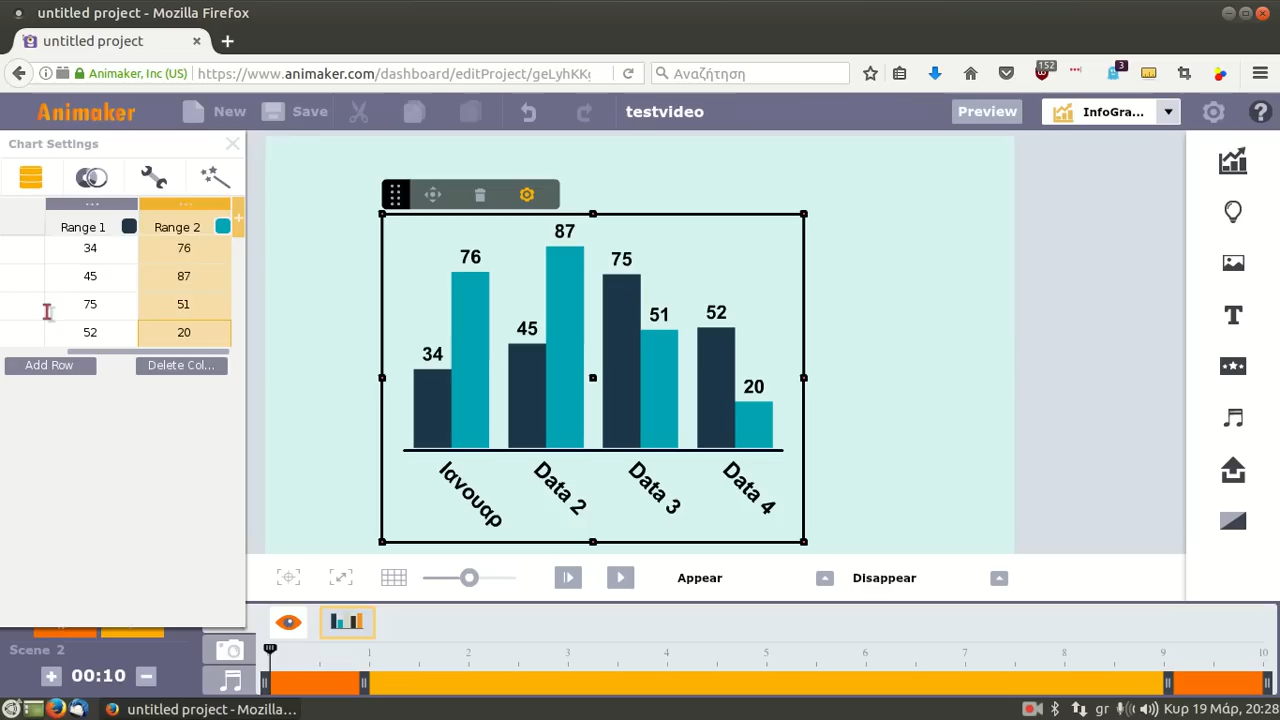 untitled project - Mozilla Firefox
untitled project
Animaker, Inc (US)
https://www.animaker.com/dashboard/editProject/geLyhKK
Αναζήτηση
152
3
Animaker
New
Save
testvideo
Preview
InfoGra...
Chart Settings
Range 1
Range 2
34
76
45
87
75
51
52
20
Add Row
Delete Col...
34
76
45
87
75
51
52
20
Ιανουαρ
Data 2
Data 3
Data 4
Appear
Disappear
Scene 2
00:10
1
2
3
4
5
6
7
8
9
10
untitled project - Mozilla...
gr
Κυρ 19 Μάρ, 20:28